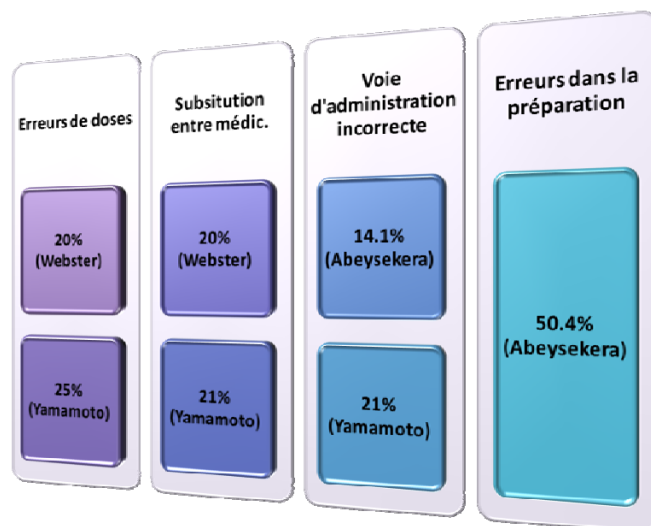 Erreurs de doses
20%
(Webster)
25%
(Yamamoto)
Subsitution
entre médic.
20%
(Webster)
21%
(Yamamoto)
Voie
d'administration
incorrecte
14.1%
(Abeysekera)
21%
(Yamamoto)
Erreurs dans la
préparation
50.4%
(Abeysekera)